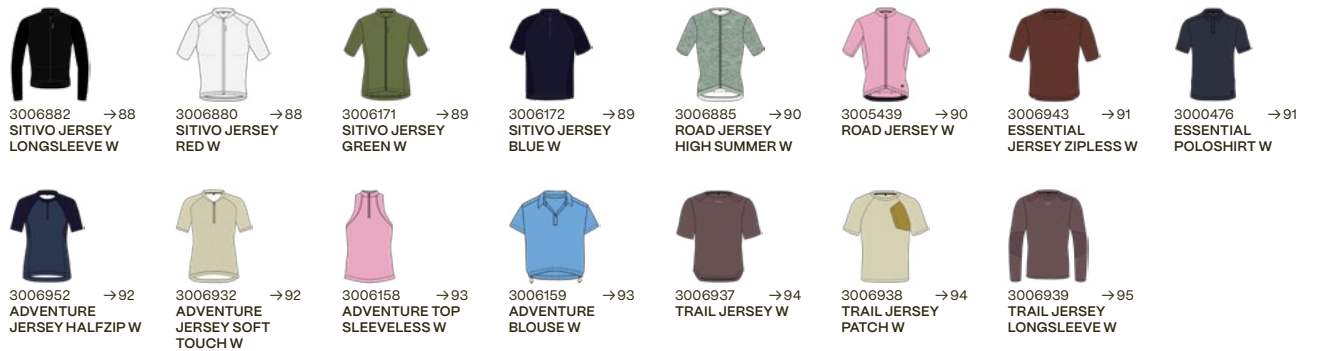 3006882 →88
SITIVO JERSEY
LONGSLEEVE W
3006880 →88
SITIVO JERSEY
RED W
3006171 →89
SITIVO JERSEY
GREEN W
3006172 →89
SITIVO JERSEY
BLUE W
3006885 →90
ROAD JERSEY
HIGH SUMMER W
3005439 →90
ROAD JERSEY W
3006943 →91
ESSENTIAL
JERSEY ZIPLESS W
3000476 →91
ESSENTIAL
POLOSHIRT W
3006952 →92
ADVENTURE
JERSEY HALFZIP W
3006932 →92
ADVENTURE
JERSEY SOFT
TOUCH W
3006158 →93
ADVENTURE TOP
SLEEVELESS W
3006159 →93
ADVENTURE
BLOUSE W
3006937 →94
TRAIL JERSEY W
3006938 →94
TRAIL JERSEY
PATCH W
3006939 →95
TRAIL JERSEY
LONGSLEEVE W